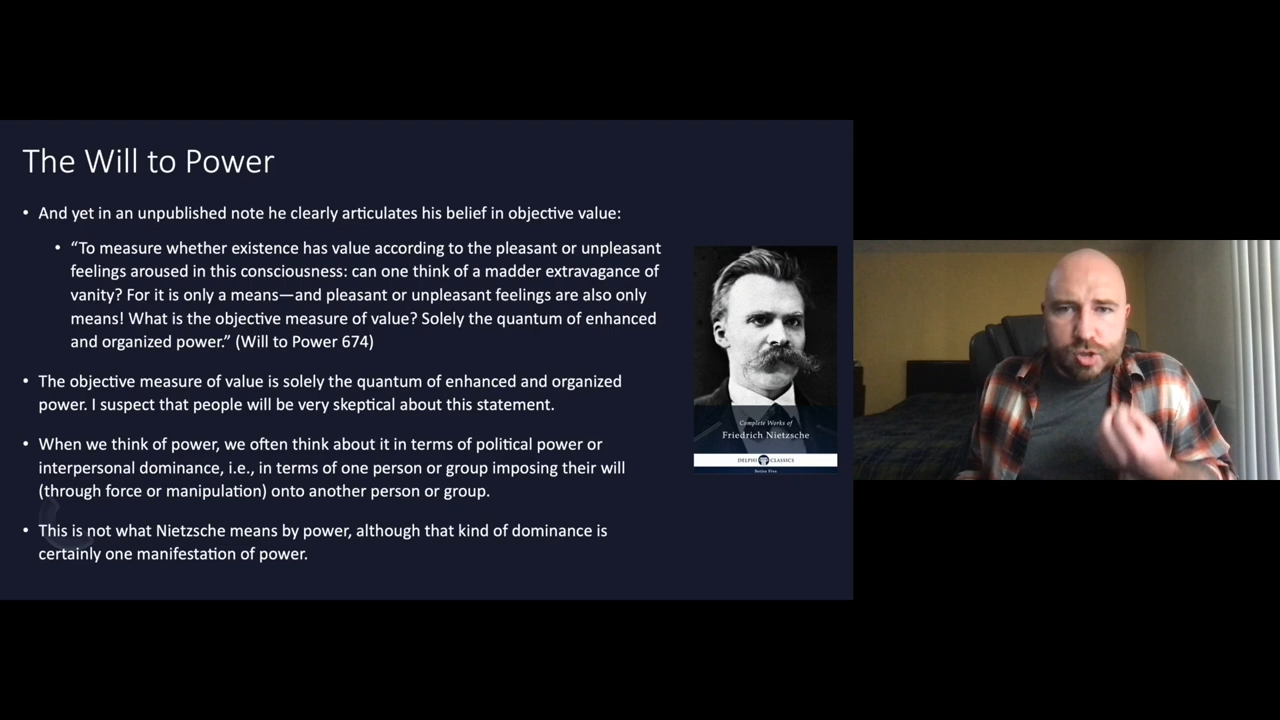 The Will to Power
• And yet in an unpublished note he clearly articulates his belief in objective value:
• “To measure whether existence has value according to the pleasant or unpleasant
feelings aroused in this consciousness: can one think of a madder extravagance of
vanity? For it is only a means—and pleasant or unpleasant feelings are also only
means! What is the objective measure of value? Solely the quantum of enhanced
and organized power.” (Will to Power 674)
• The objective measure of value is solely the quantum of enhanced and organized
power. I suspect that people will be very skeptical about this statement.
• When we think of power, we often think about it in terms of political power or
interpersonal dominance, i.e., in terms of one person or group imposing their will
(through force or manipulation) onto another person or group.
• This is not what Nietzsche means by power, although that kind of dominance is
certainly one manifestation of power.
Complete Works of
Friedrich Nietzsche
DELPHI CLASSICS
Series Five